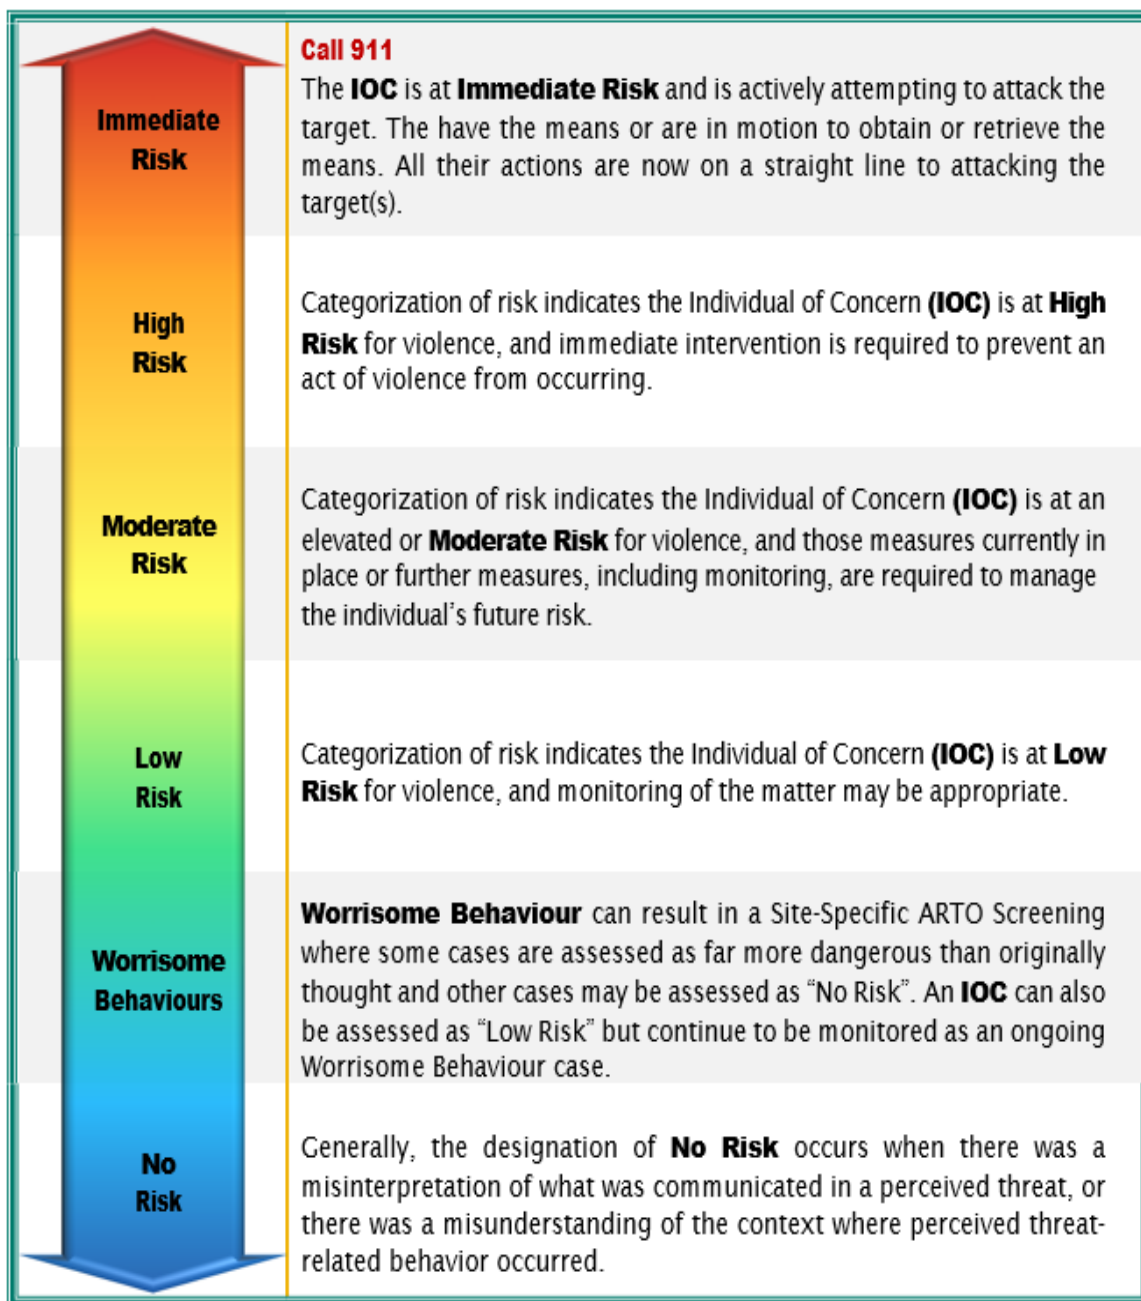 Immediate
Risk
Call 911
The IOC is at Immediate Risk and is actively attempting to attack the
target. The have the means or are in motion to obtain or retrieve the
means. All their actions are now on a straight line to attacking the
target(s).
High
Risk
Categorization of risk indicates the Individual of Concern (IOC) is at High
Risk for violence, and immediate intervention is required to prevent an
act of violence from occurring.
Moderate
Risk
Categorization of risk indicates the Individual of Concern (IOC) is at an
elevated or Moderate Risk for violence, and those measures currently in
place or further measures, including monitoring, are required to manage
the individual's future risk.
Low
Risk
Categorization of risk indicates the Individual of Concern (IOC) is at Low
Risk for violence, and monitoring of the matter may be appropriate.
Worrisome
Behaviours
Worrisome Behaviour can result in a Site-Specific ARTO Screening
where some cases are assessed as far more dangerous than originally
thought and other cases may be assessed as “No Risk”. An IOC can also
be assessed as “Low Risk” but continue to be monitored as an ongoing
Worrisome Behaviour case.
No
Risk
Generally, the designation of No Risk occurs when there was a
misinterpretation of what was communicated in a perceived threat, or
there was a misunderstanding of the context where perceived threat-
related behavior occurred.